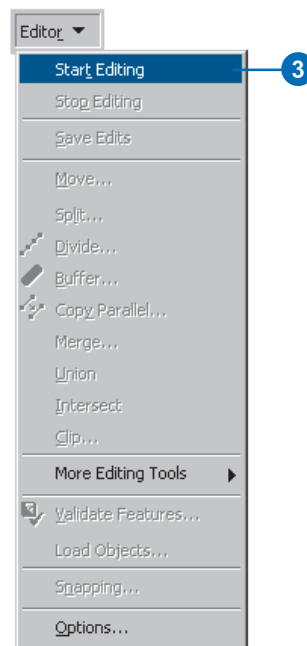 Editor
Start Editing
3
Stop Editing
Save Edits
Move...
Split...
Divide...
Buffer...
Copy Parallel...
Merge...
Union
Intersect
Clip...
More Editing Tools
Validate Features...
Load Objects...
Snapping...
Options...